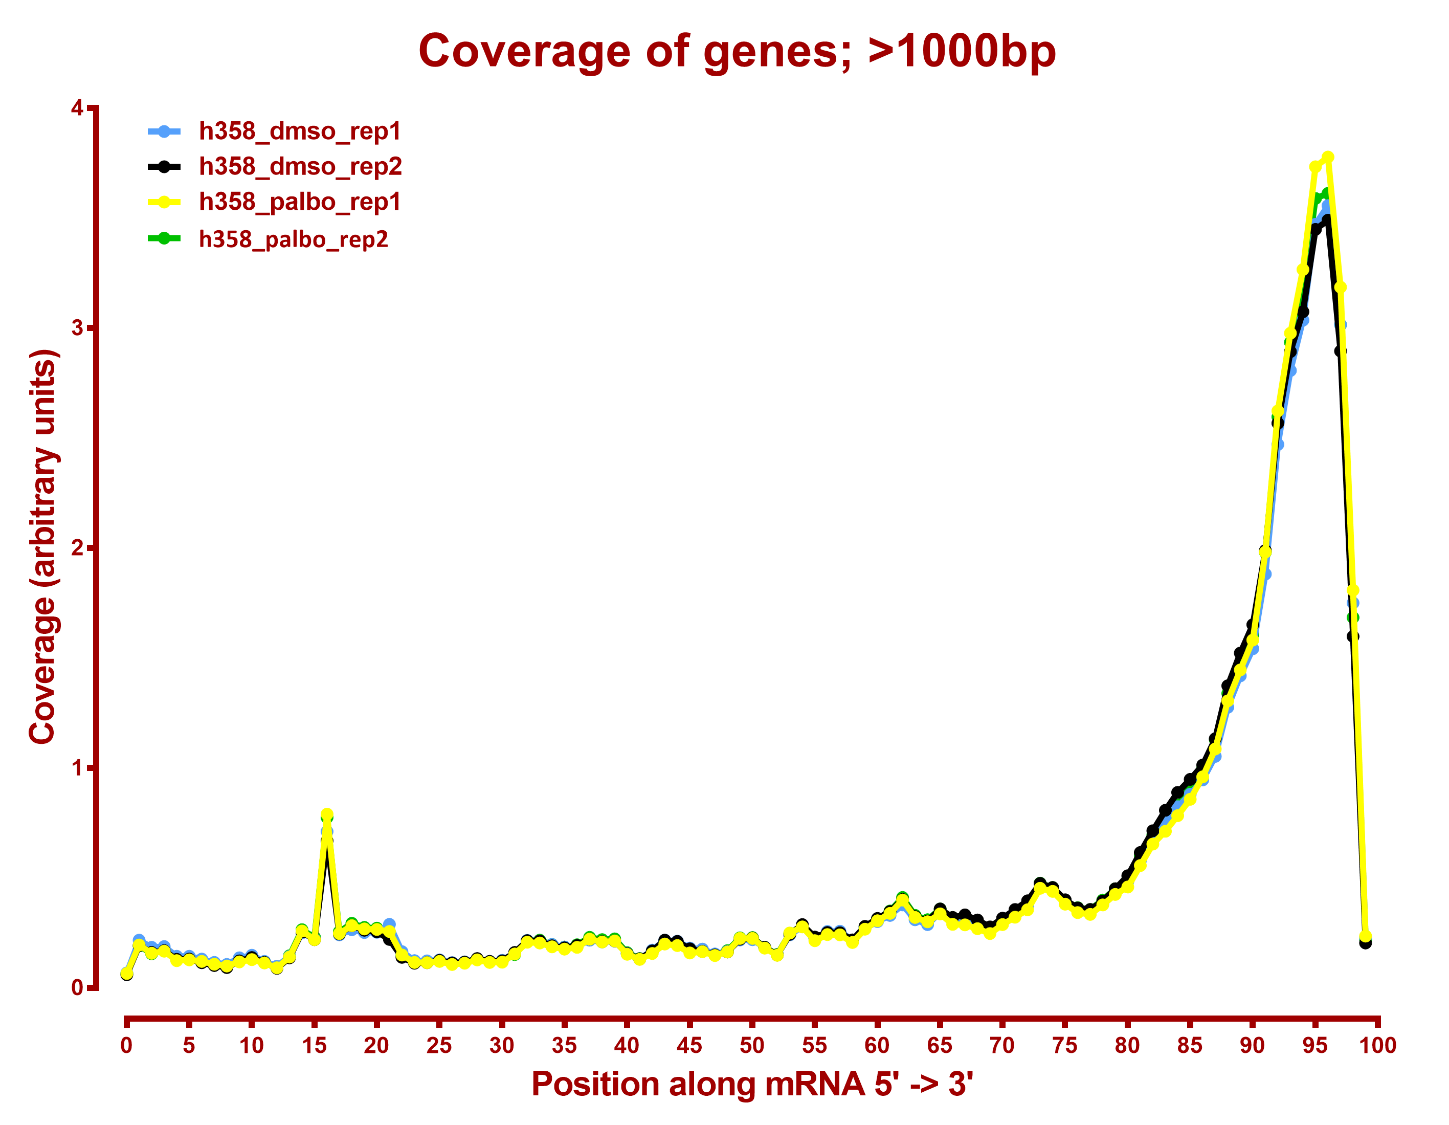 Coverage of genes; >1000bp
h358_dmso_rep1
h358_dmso_rep2
h358_palbo_rep1
h358_palbo_rep2
Coverage (arbitrary units)
4
3
2
1
0
0 5 10 15 20 25 30 35 40 45 50 55 60 65 70 75 80 85 90 95 100
Position along mRNA 5' -> 3'